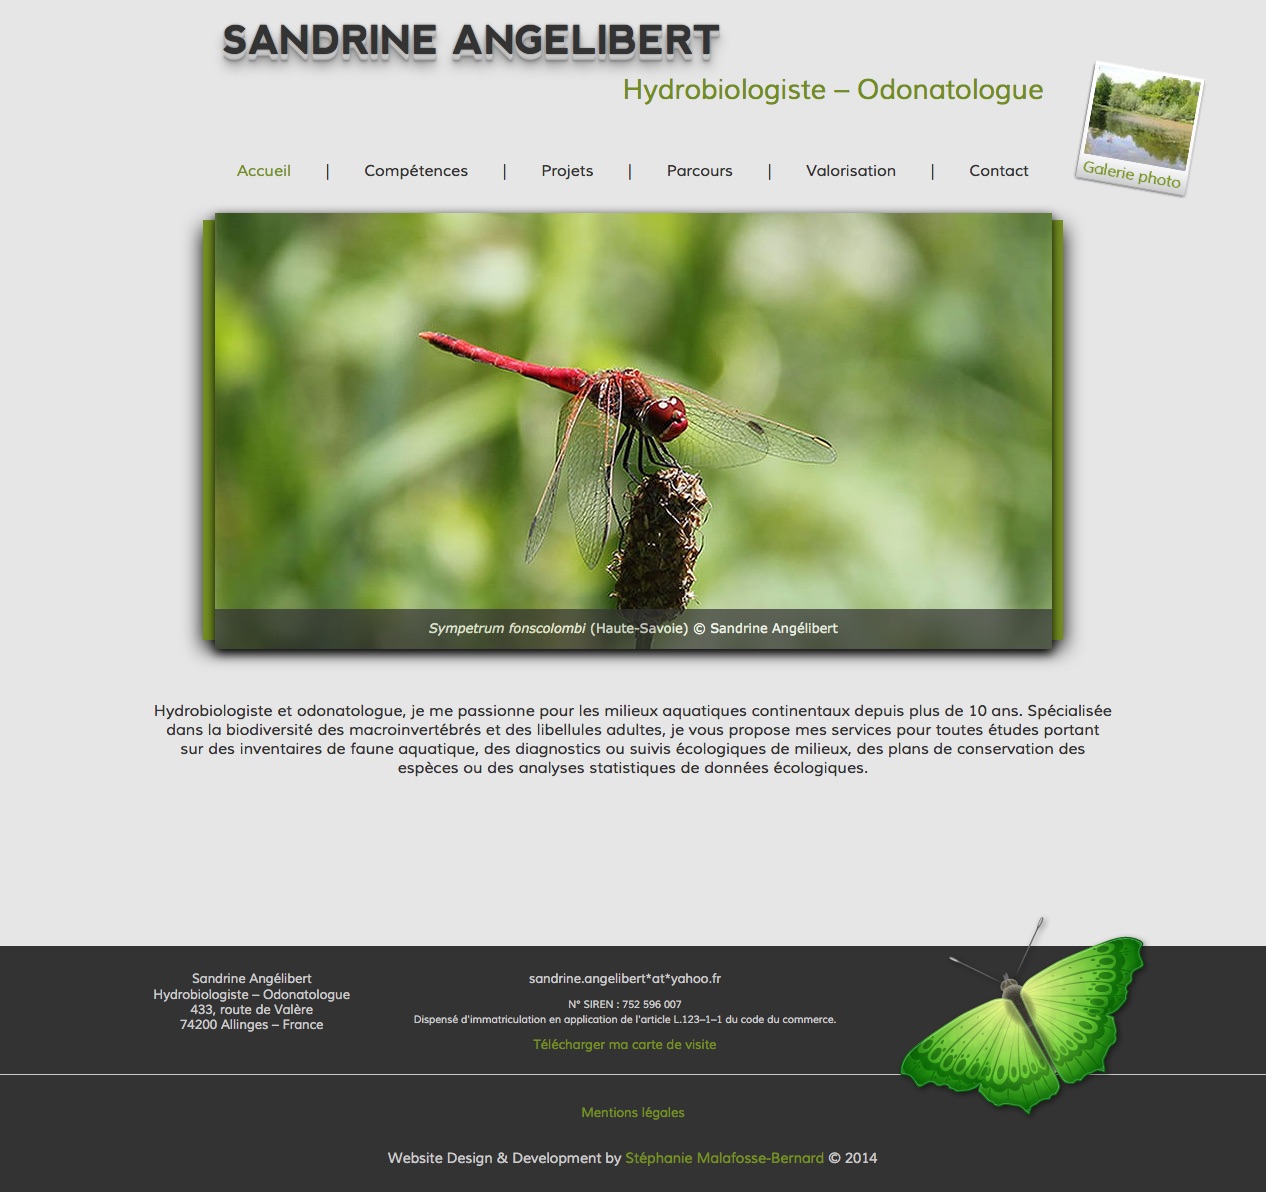 SANDRINE ANGELIBERT
Hydrobiologiste – Odonatologue
Galerie photo
Accueil | Compétences | Projets | Parcours | Valorisation | Contact
Sympetrum fonscolombi (Haute-Savoie) © Sandrine Angélibert
Hydrobiologiste et odonatologue, je me passionne pour les milieux aquatiques continentaux depuis plus de 10 ans. Spécialisée
dans la biodiversité des macroinvertébrés et des libellules adultes, je vous propose mes services pour toutes études portant
sur des inventaires de faune aquatique, des diagnostics ou suivis écologiques de milieux, des plans de conservation des
espèces ou des analyses statistiques de données écologiques.
Sandrine Angélibert
Hydrobiologiste – Odonatologue
433, route de Valère
74200 Allinges – France
sandrine.angelibert*at*yahoo.fr
N° SIREN : 752 596 007
Dispensé d'immatriculation en application de l'article L.123–1–1 du code du commerce.
Télécharger ma carte de visite
Mentions légales
Website Design & Development by Stéphanie Malafosse-Bernard © 2014